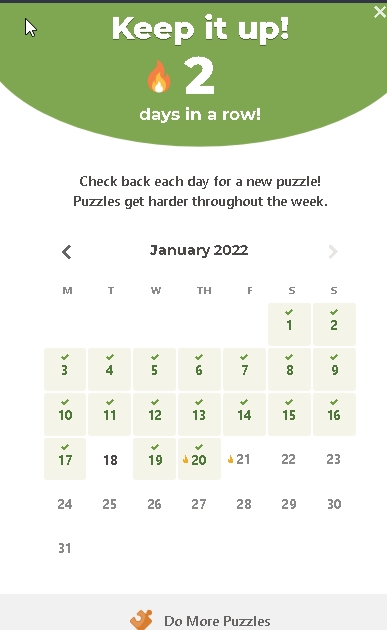 Keep it up!
2
days in a row!
Check back each day for a new puzzle!
Puzzles get harder throughout the week.
January 2022
M T W TH F S S
1 2
3 4 5 6 7 8 9
10 11 12 13 14 15 16
17 18 19 20 21 22 23
24 25 26 27 28 29 30
31
Do More Puzzles